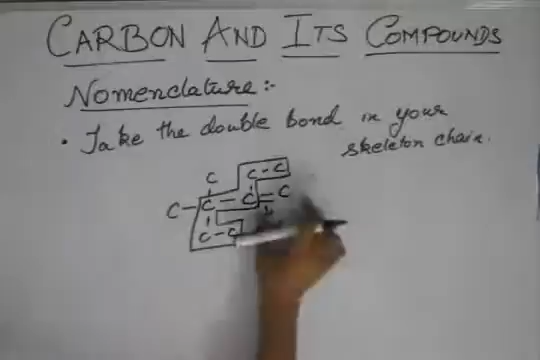 CARBON AND ITS COMPOUNDS
Nomenclature:-
• Take the double bond in your
skeleton chain.
C C-C
C-C-C=C
C-C